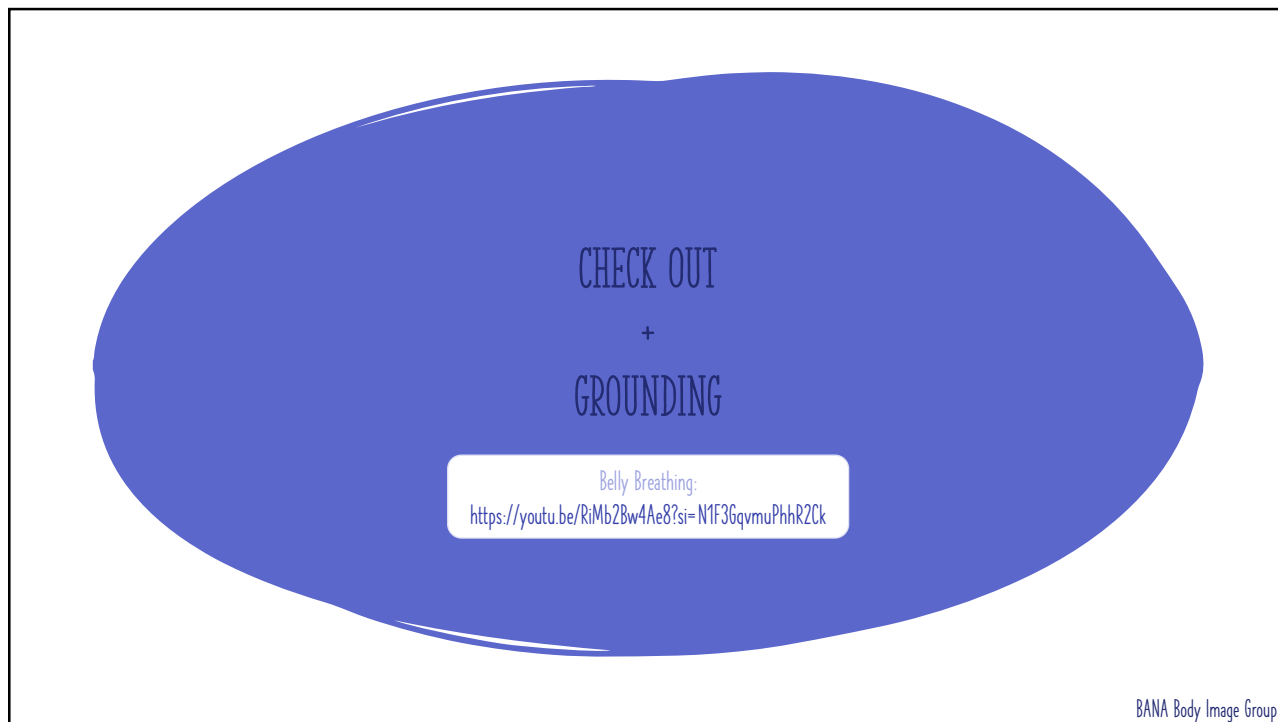 CHECK OUT
+
GROUNDING
Belly Breathing:
https://youtu.be/RiMb2Bw4Ae8?si=N1F3GqvmuPhhR2Ck
BANA Body Image Group